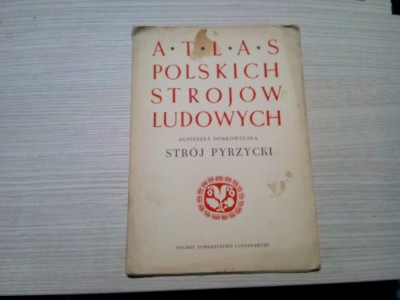 A·T·L·A·S
POLSKICH
STROJÓW
LUDOWYCH
AGNIESZKA DOBROWOLSKA
STRÓJ PYRZYCKI
POLSKIE TOWARZYSTWO LUDOZNAWCZE